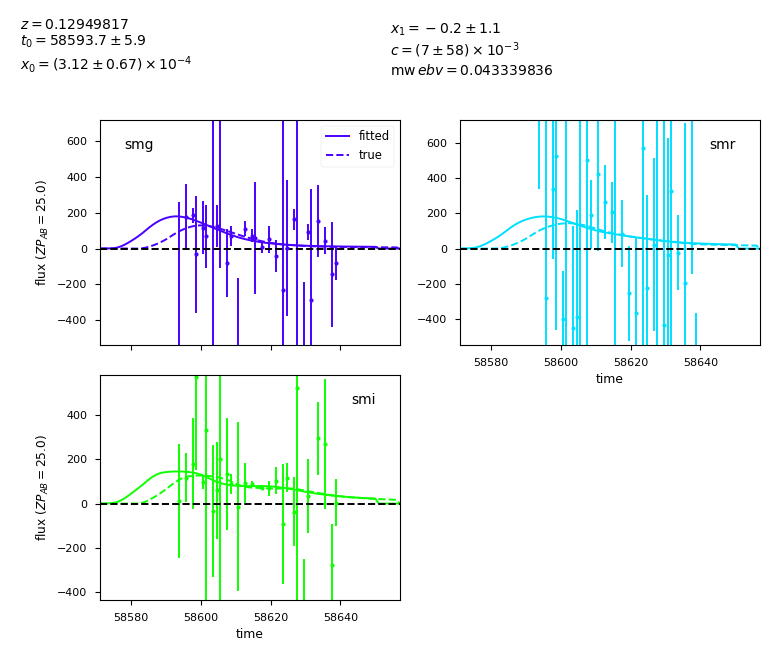 z = 0.12949817
t₀ = 58593.7 ± 5.9
x₀ = (3.12 ± 0.67) × 10⁻⁴
x₁ = −0.2 ± 1.1
c = (7 ± 58) × 10⁻³
mw ebv = 0.043339836
smg
fitted
true
600
400
200
0
−200
−400
flux (ZP_AB = 25.0)
smr
600
400
200
0
−200
−400
58580 58600 58620 58640
time
smi
400
200
0
−200
−400
flux (ZP_AB = 25.0)
58580 58600 58620 58640
time